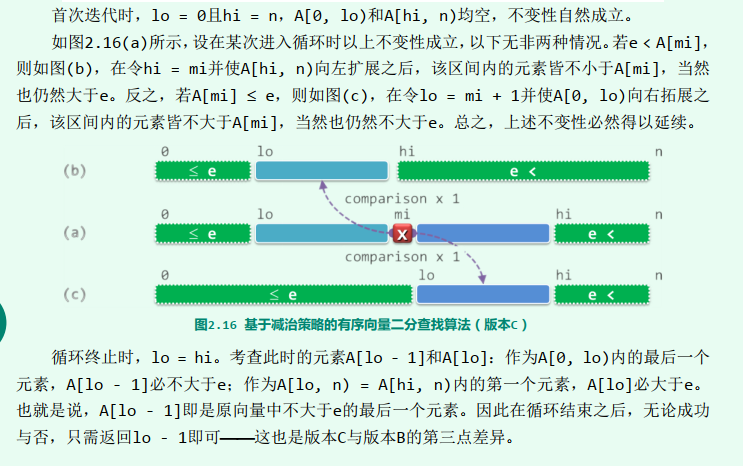 首次迭代时，lo = 0且hi = n，A[0, lo)和A[hi, n)均空，不变性自然成立。
如图2.16(a)所示，设在某次进入循环时以上不变性成立，以下无非两种情况。若e < A[mi]，
则如图(b)，在令hi = mi并使A[hi, n)向左扩展之后，该区间内的元素皆不小于A[mi]，当然
也仍然大于e。反之，若A[mi] ≤ e，则如图(c)，在令lo = mi + 1并使A[0, lo)向右拓展之
后，该区间内的元素皆不大于A[mi]，当然也仍然不大于e。总之，上述不变性必然得以延续。
0 lo hi n
(b) ≤ e e <
comparison x 1
0 lo mi hi n
(a) ≤ e X e <
comparison x 1
0 lo hi n
(c) ≤ e e <
图2.16 基于减治策略的有序向量二分查找算法（版本C）
循环终止时，lo = hi。考查此时的元素A[lo - 1]和A[lo]：作为A[0, lo)内的最后一个
元素，A[lo - 1]必不大于e；作为A[lo, n) = A[hi, n)内的第一个元素，A[lo]必大于e。
也就是说，A[lo - 1]即是原向量中不大于e的最后一个元素。因此在循环结束之后，无论成功
与否，只需返回lo - 1即可——这也是版本C与版本B的第三点差异。